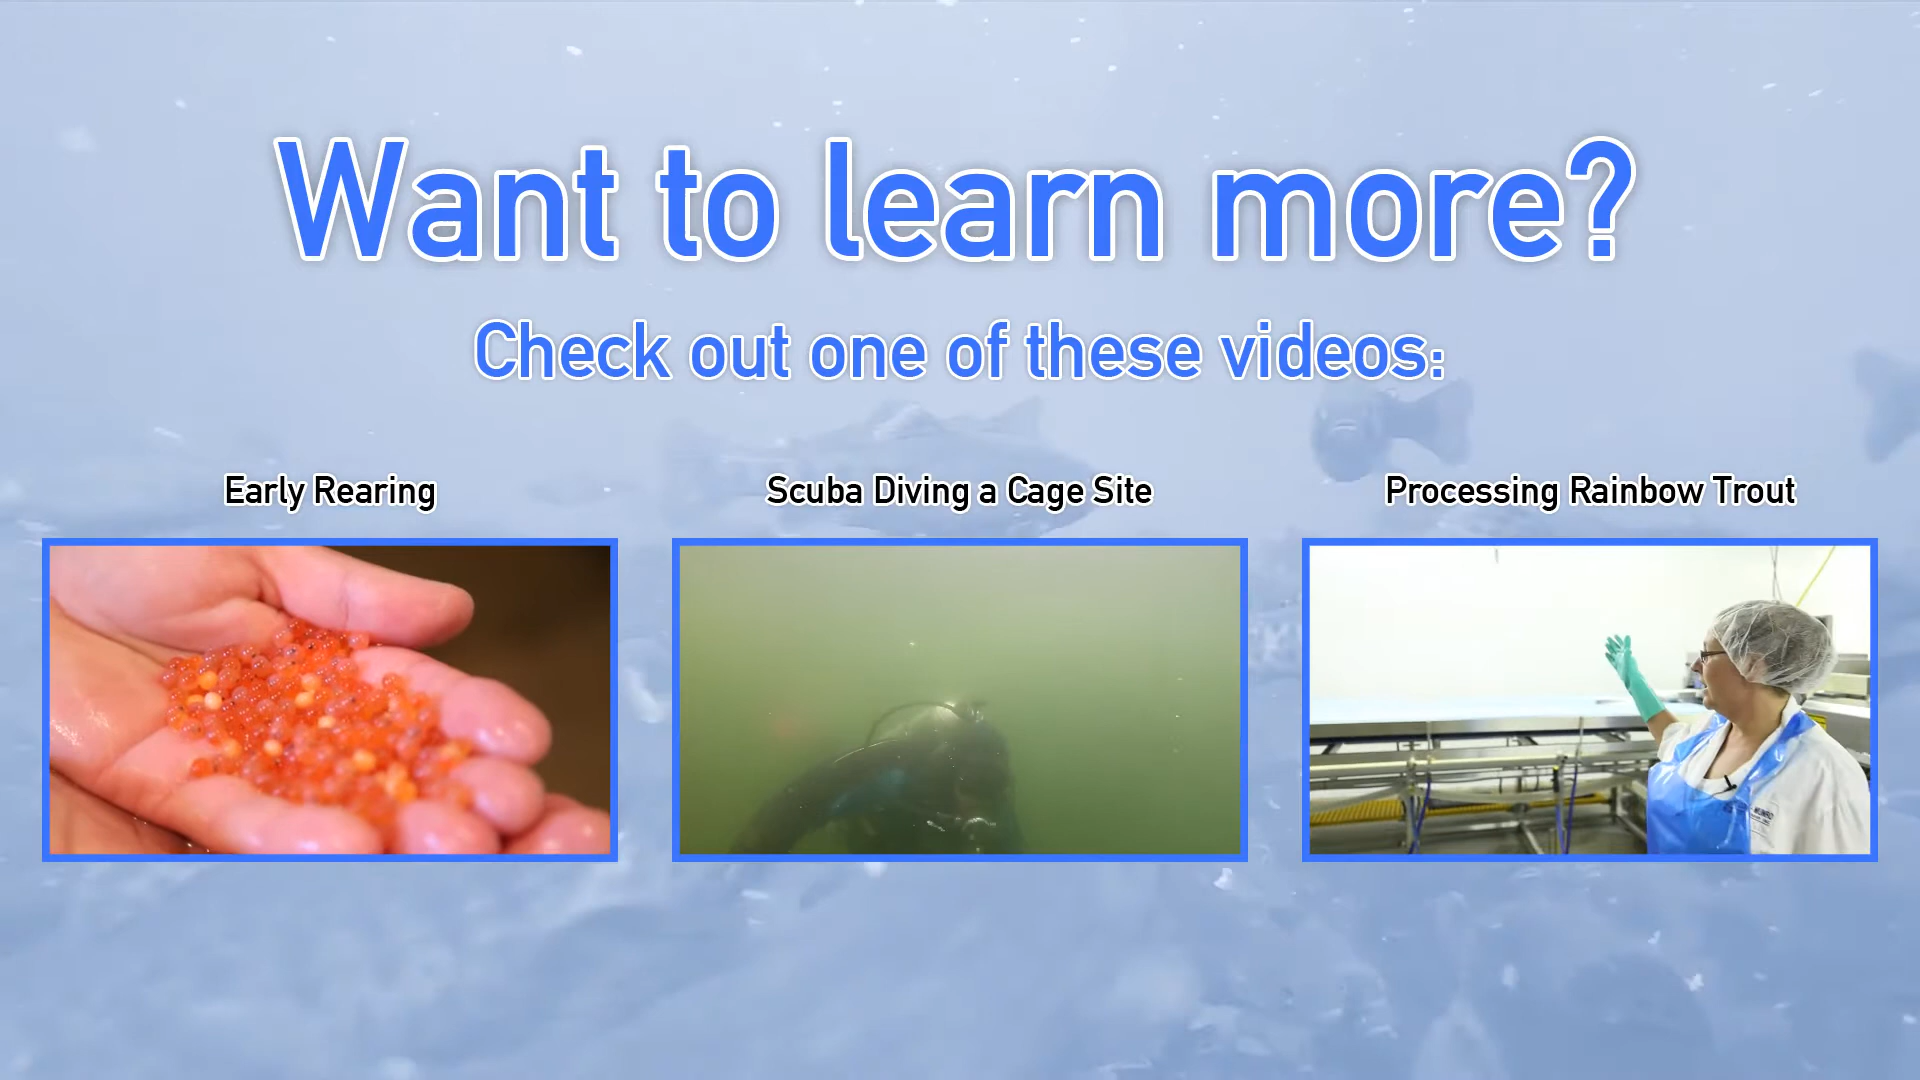 Want to learn more?
Check out one of these videos:
Early Rearing
Scuba Diving a Cage Site
Processing Rainbow Trout